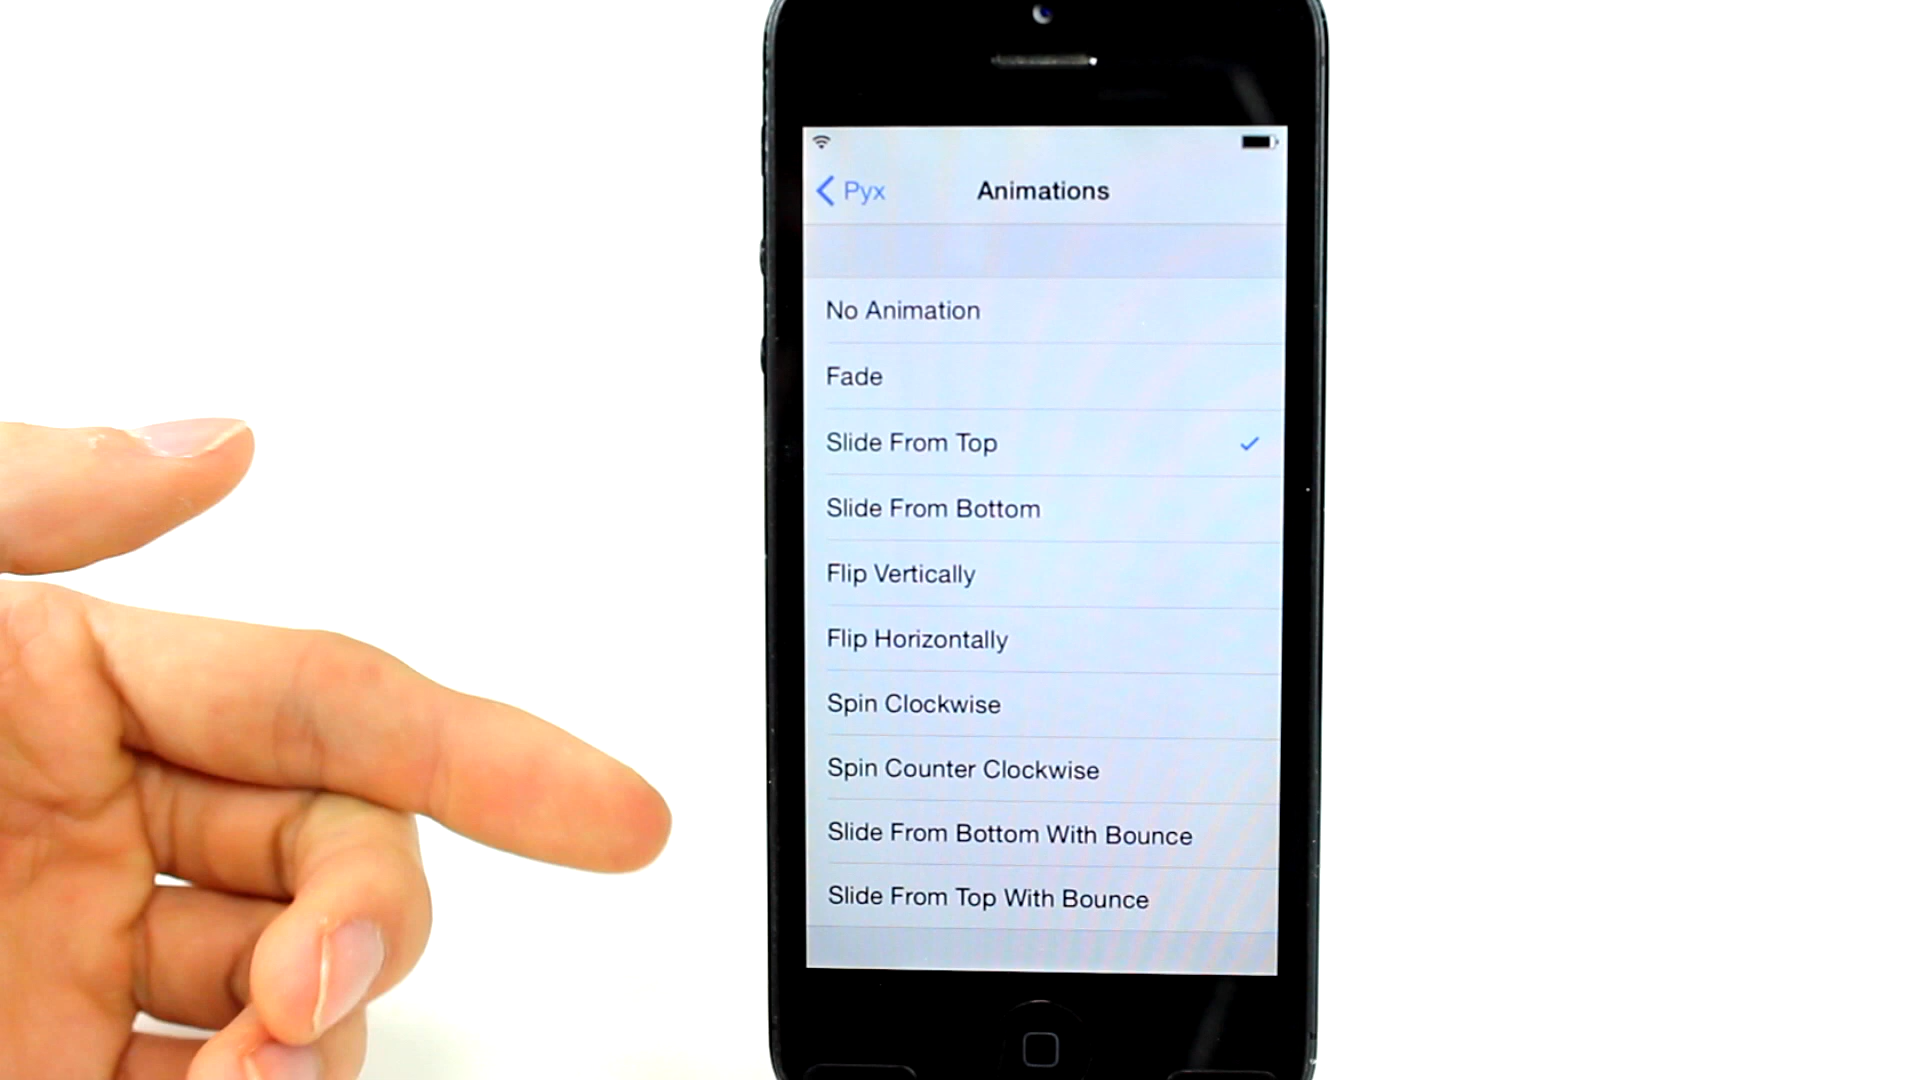 Pyx
Animations
No Animation
Fade
Slide From Top
Slide From Bottom
Flip Vertically
Flip Horizontally
Spin Clockwise
Spin Counter Clockwise
Slide From Bottom With Bounce
Slide From Top With Bounce